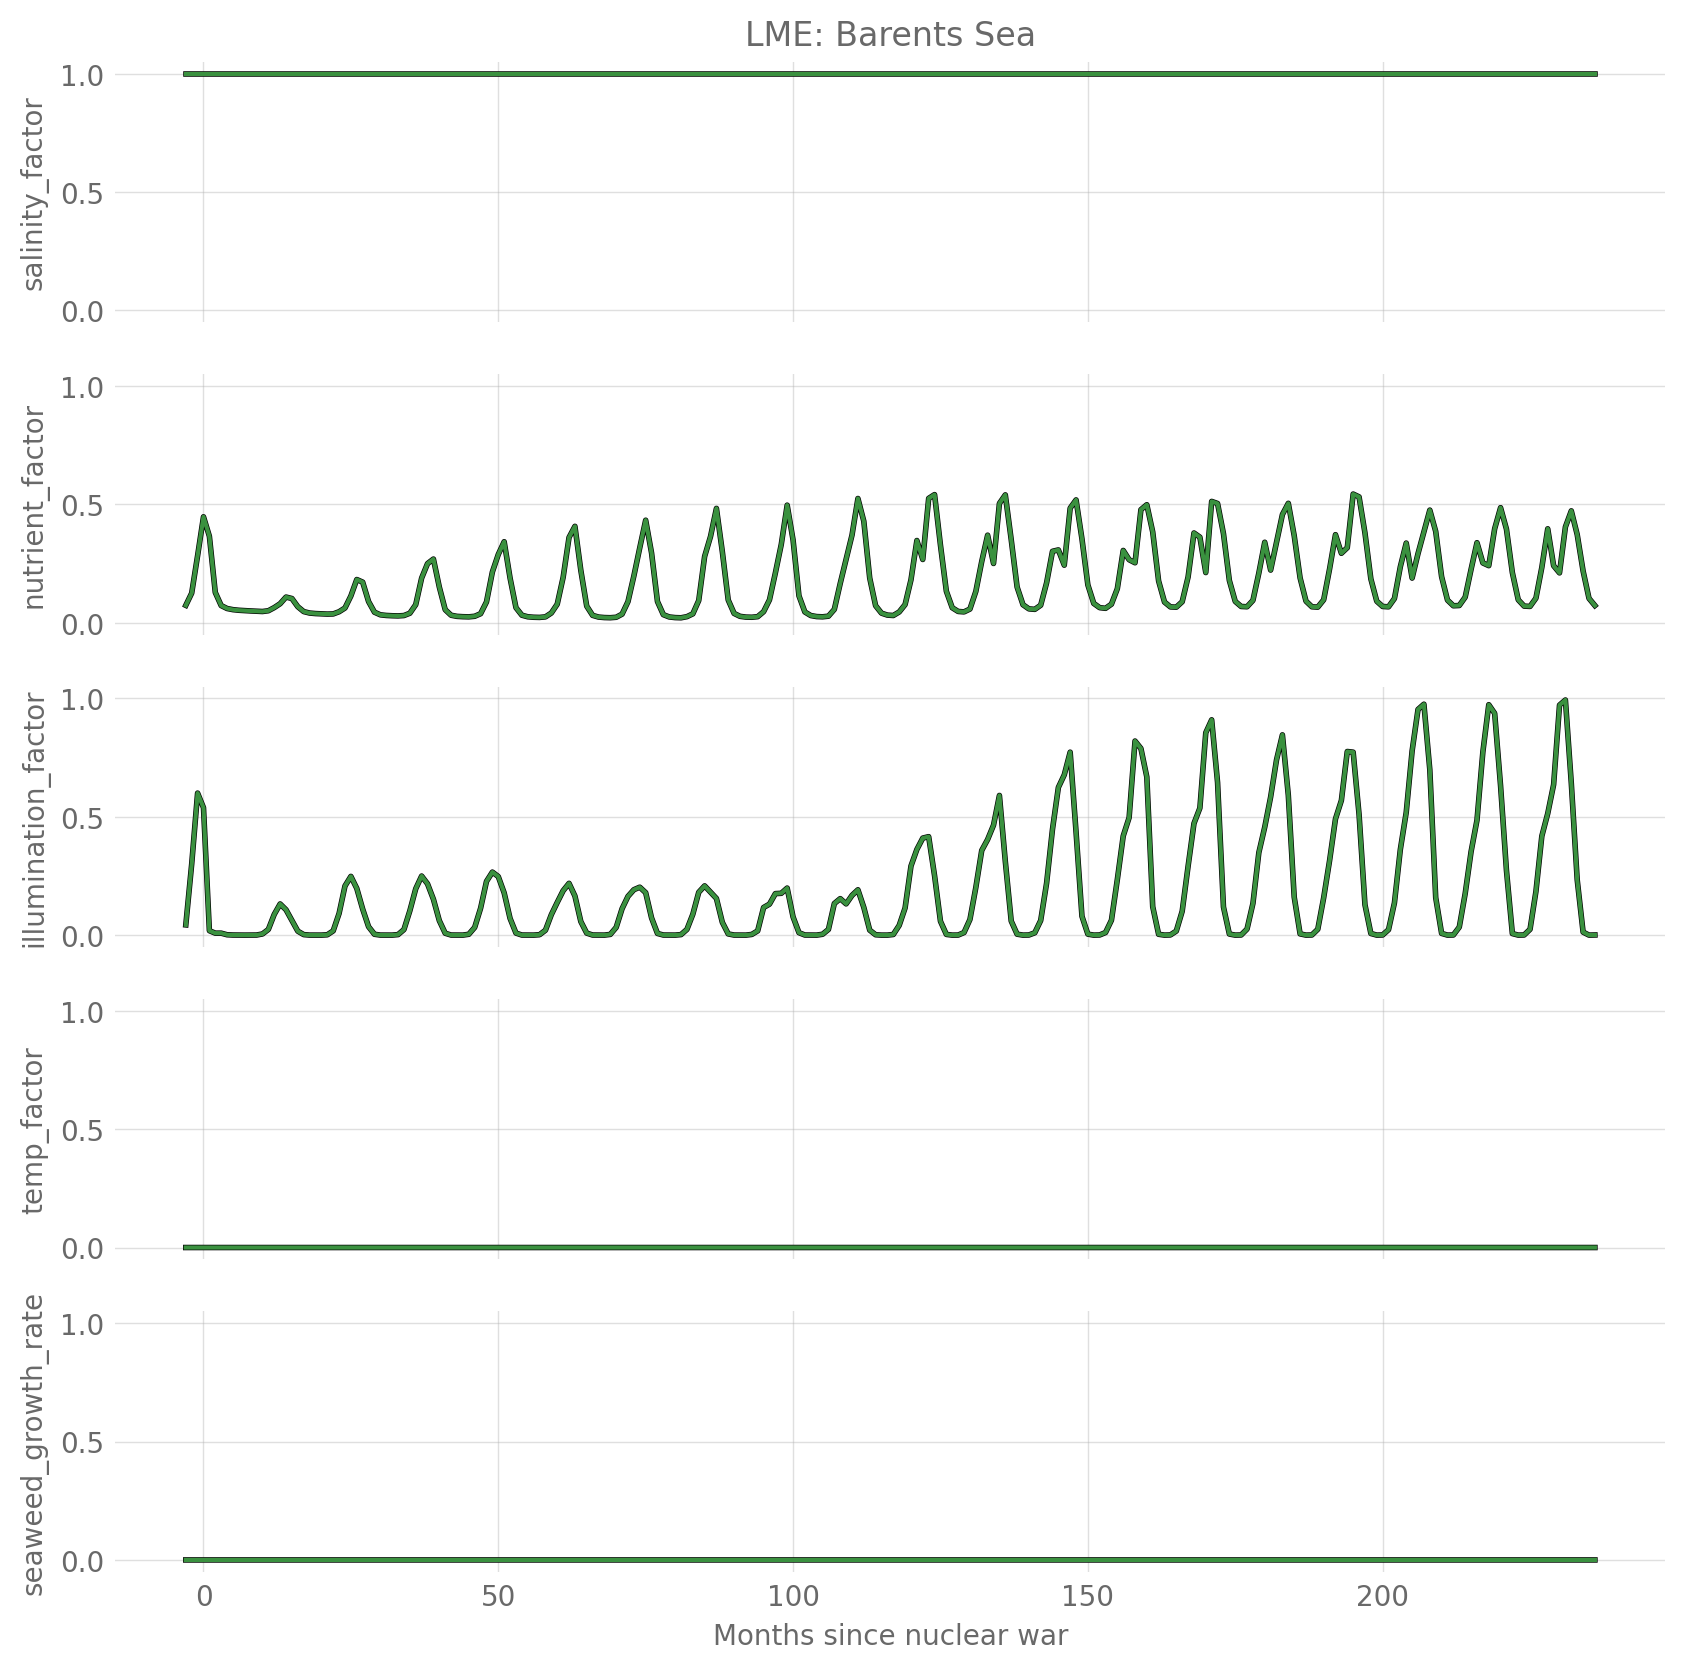 LME: Barents Sea
salinity_factor
1.0
0.5
0.0
nutrient_factor
1.0
0.5
0.0
illumination_factor
1.0
0.5
0.0
temp_factor
1.0
0.5
0.0
seaweed_growth_rate
1.0
0.5
0.0
0 50 100 150 200
Months since nuclear war